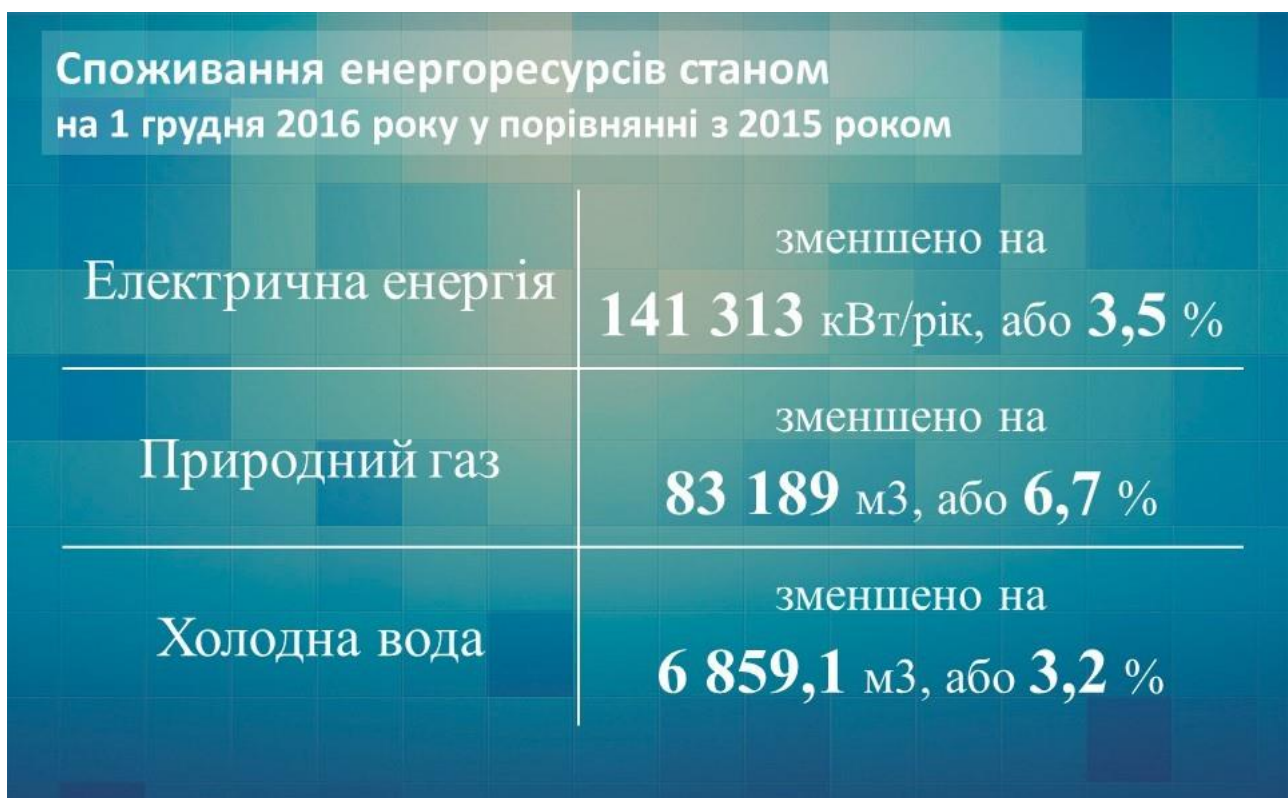 Споживання енергоресурсів станом
на 1 грудня 2016 року у порівнянні з 2015 роком
Електрична енергія
зменшено на
141 313 кВт/рік, або 3,5 %
Природний газ
зменшено на
83 189 м3, або 6,7 %
Холодна вода
зменшено на
6 859,1 м3, або 3,2 %